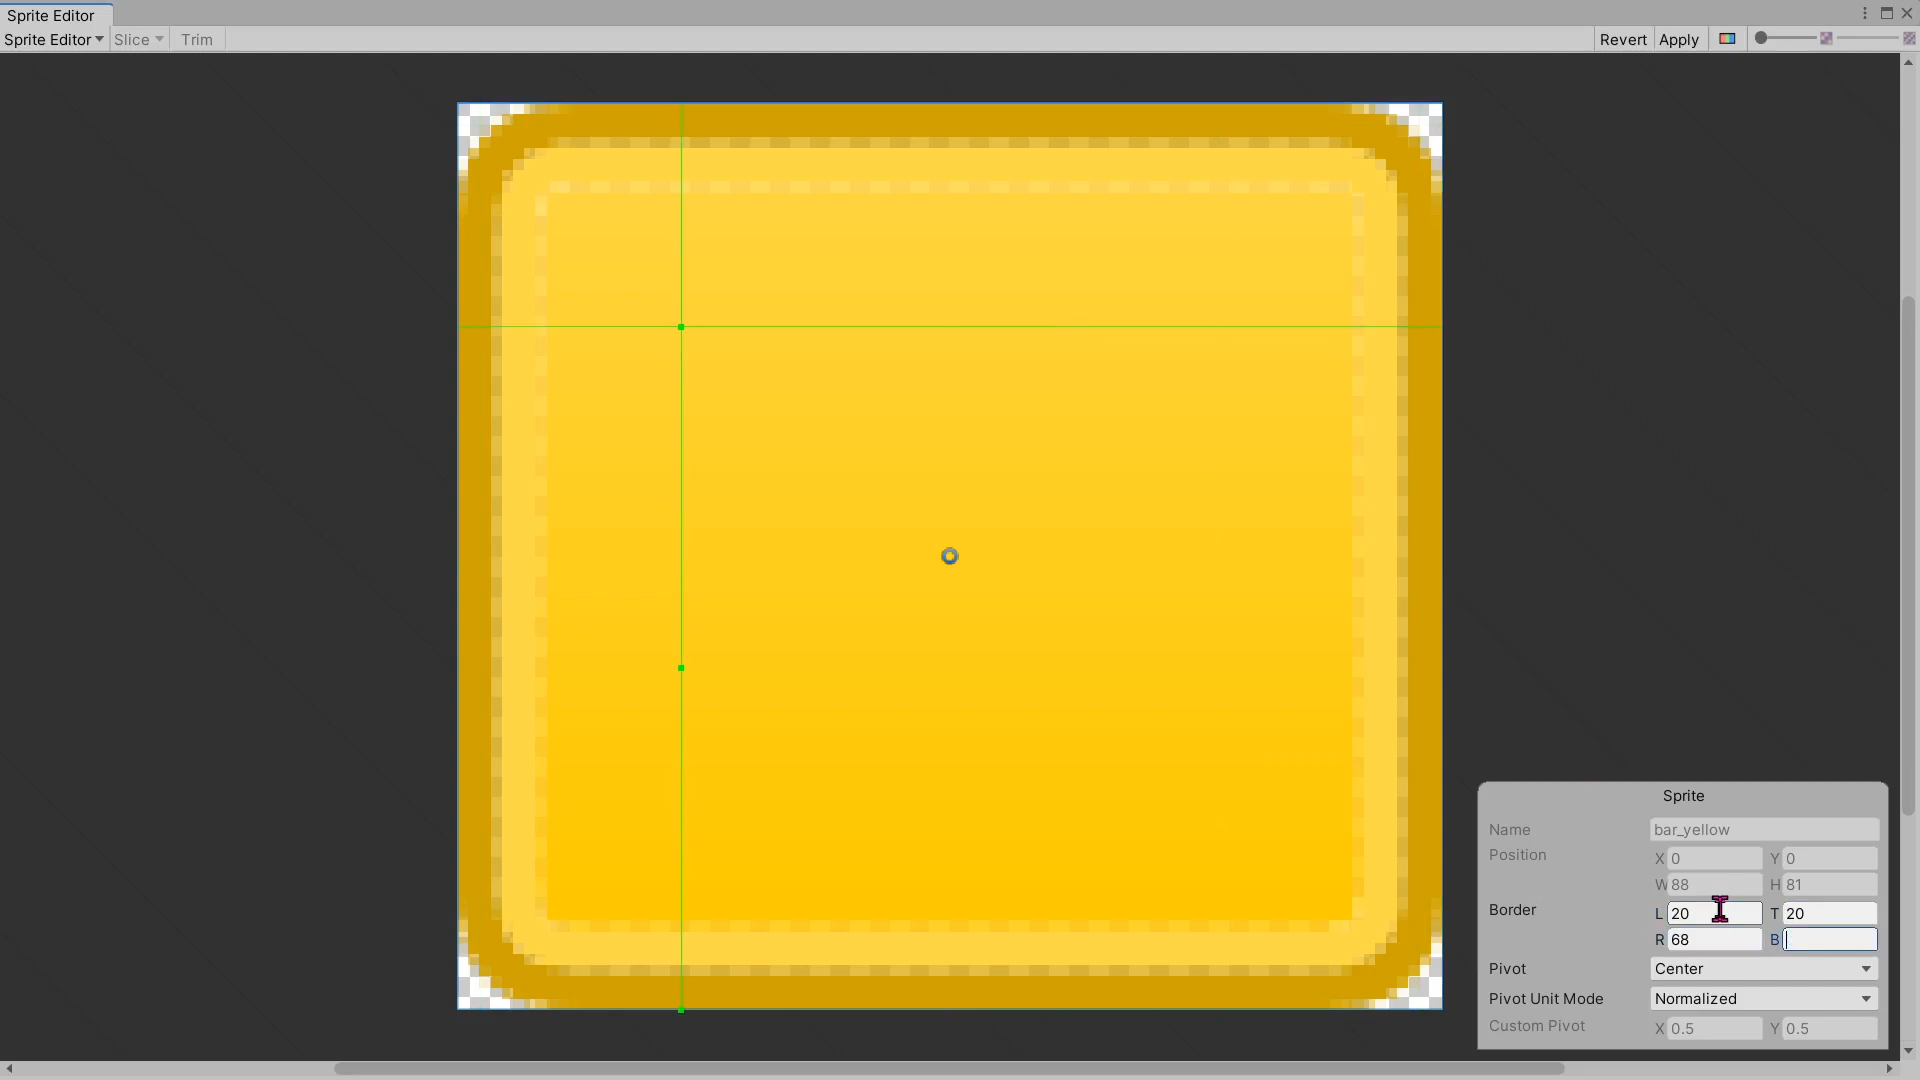 Sprite Editor
Sprite Editor Slice Trim Revert Apply
Sprite
Name bar_yellow
Position X 0 Y 0
W 88 H 81
Border L 20 T 20
R 68 B
Pivot Center
Pivot Unit Mode Normalized
Custom Pivot X 0.5 Y 0.5